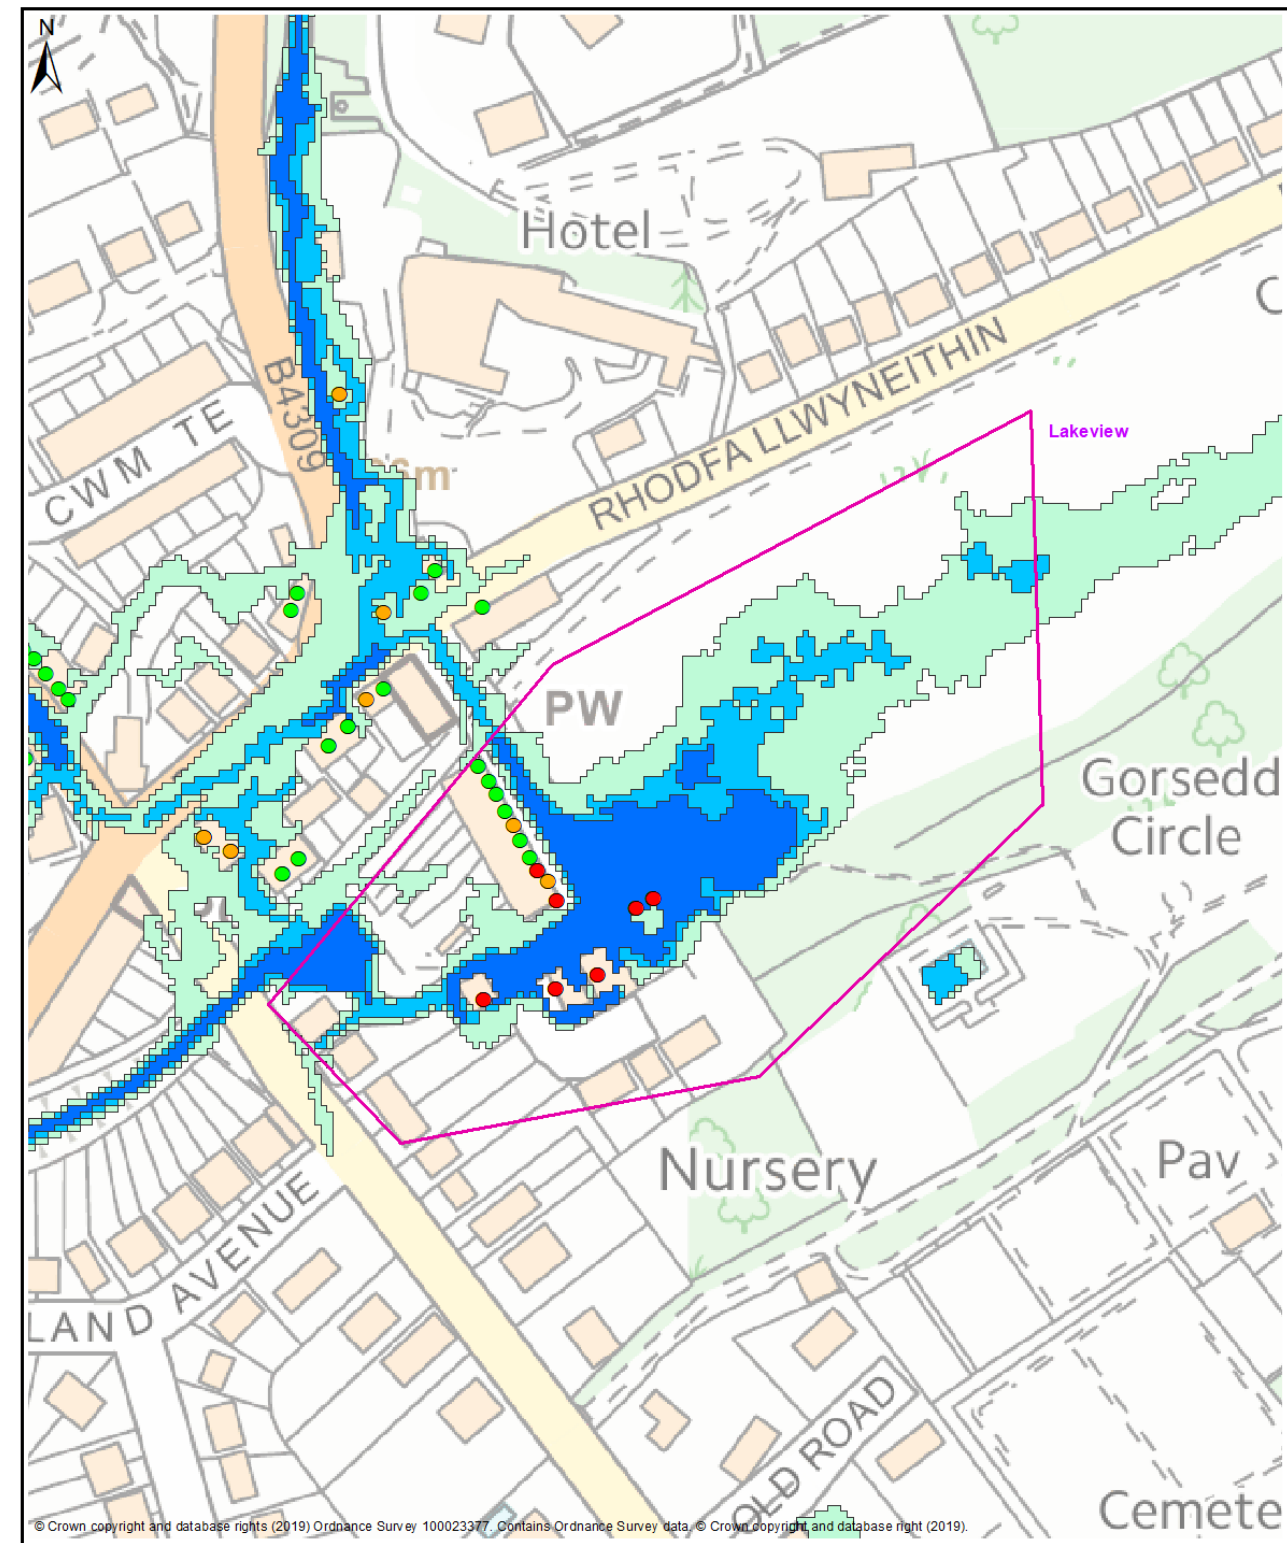 N
Hotel
C
RHODFA LLWYNEITHIN
B4309
CWM TE
Lakeview
PW
Gorsedd
Circle
Nursery
Pav
LAND AVENUE
OLD ROAD
Cemete
© Crown copyright and database rights (2019) Ordnance Survey 100023377. Contains Ordnance Survey data. © Crown copyright and database right (2019).